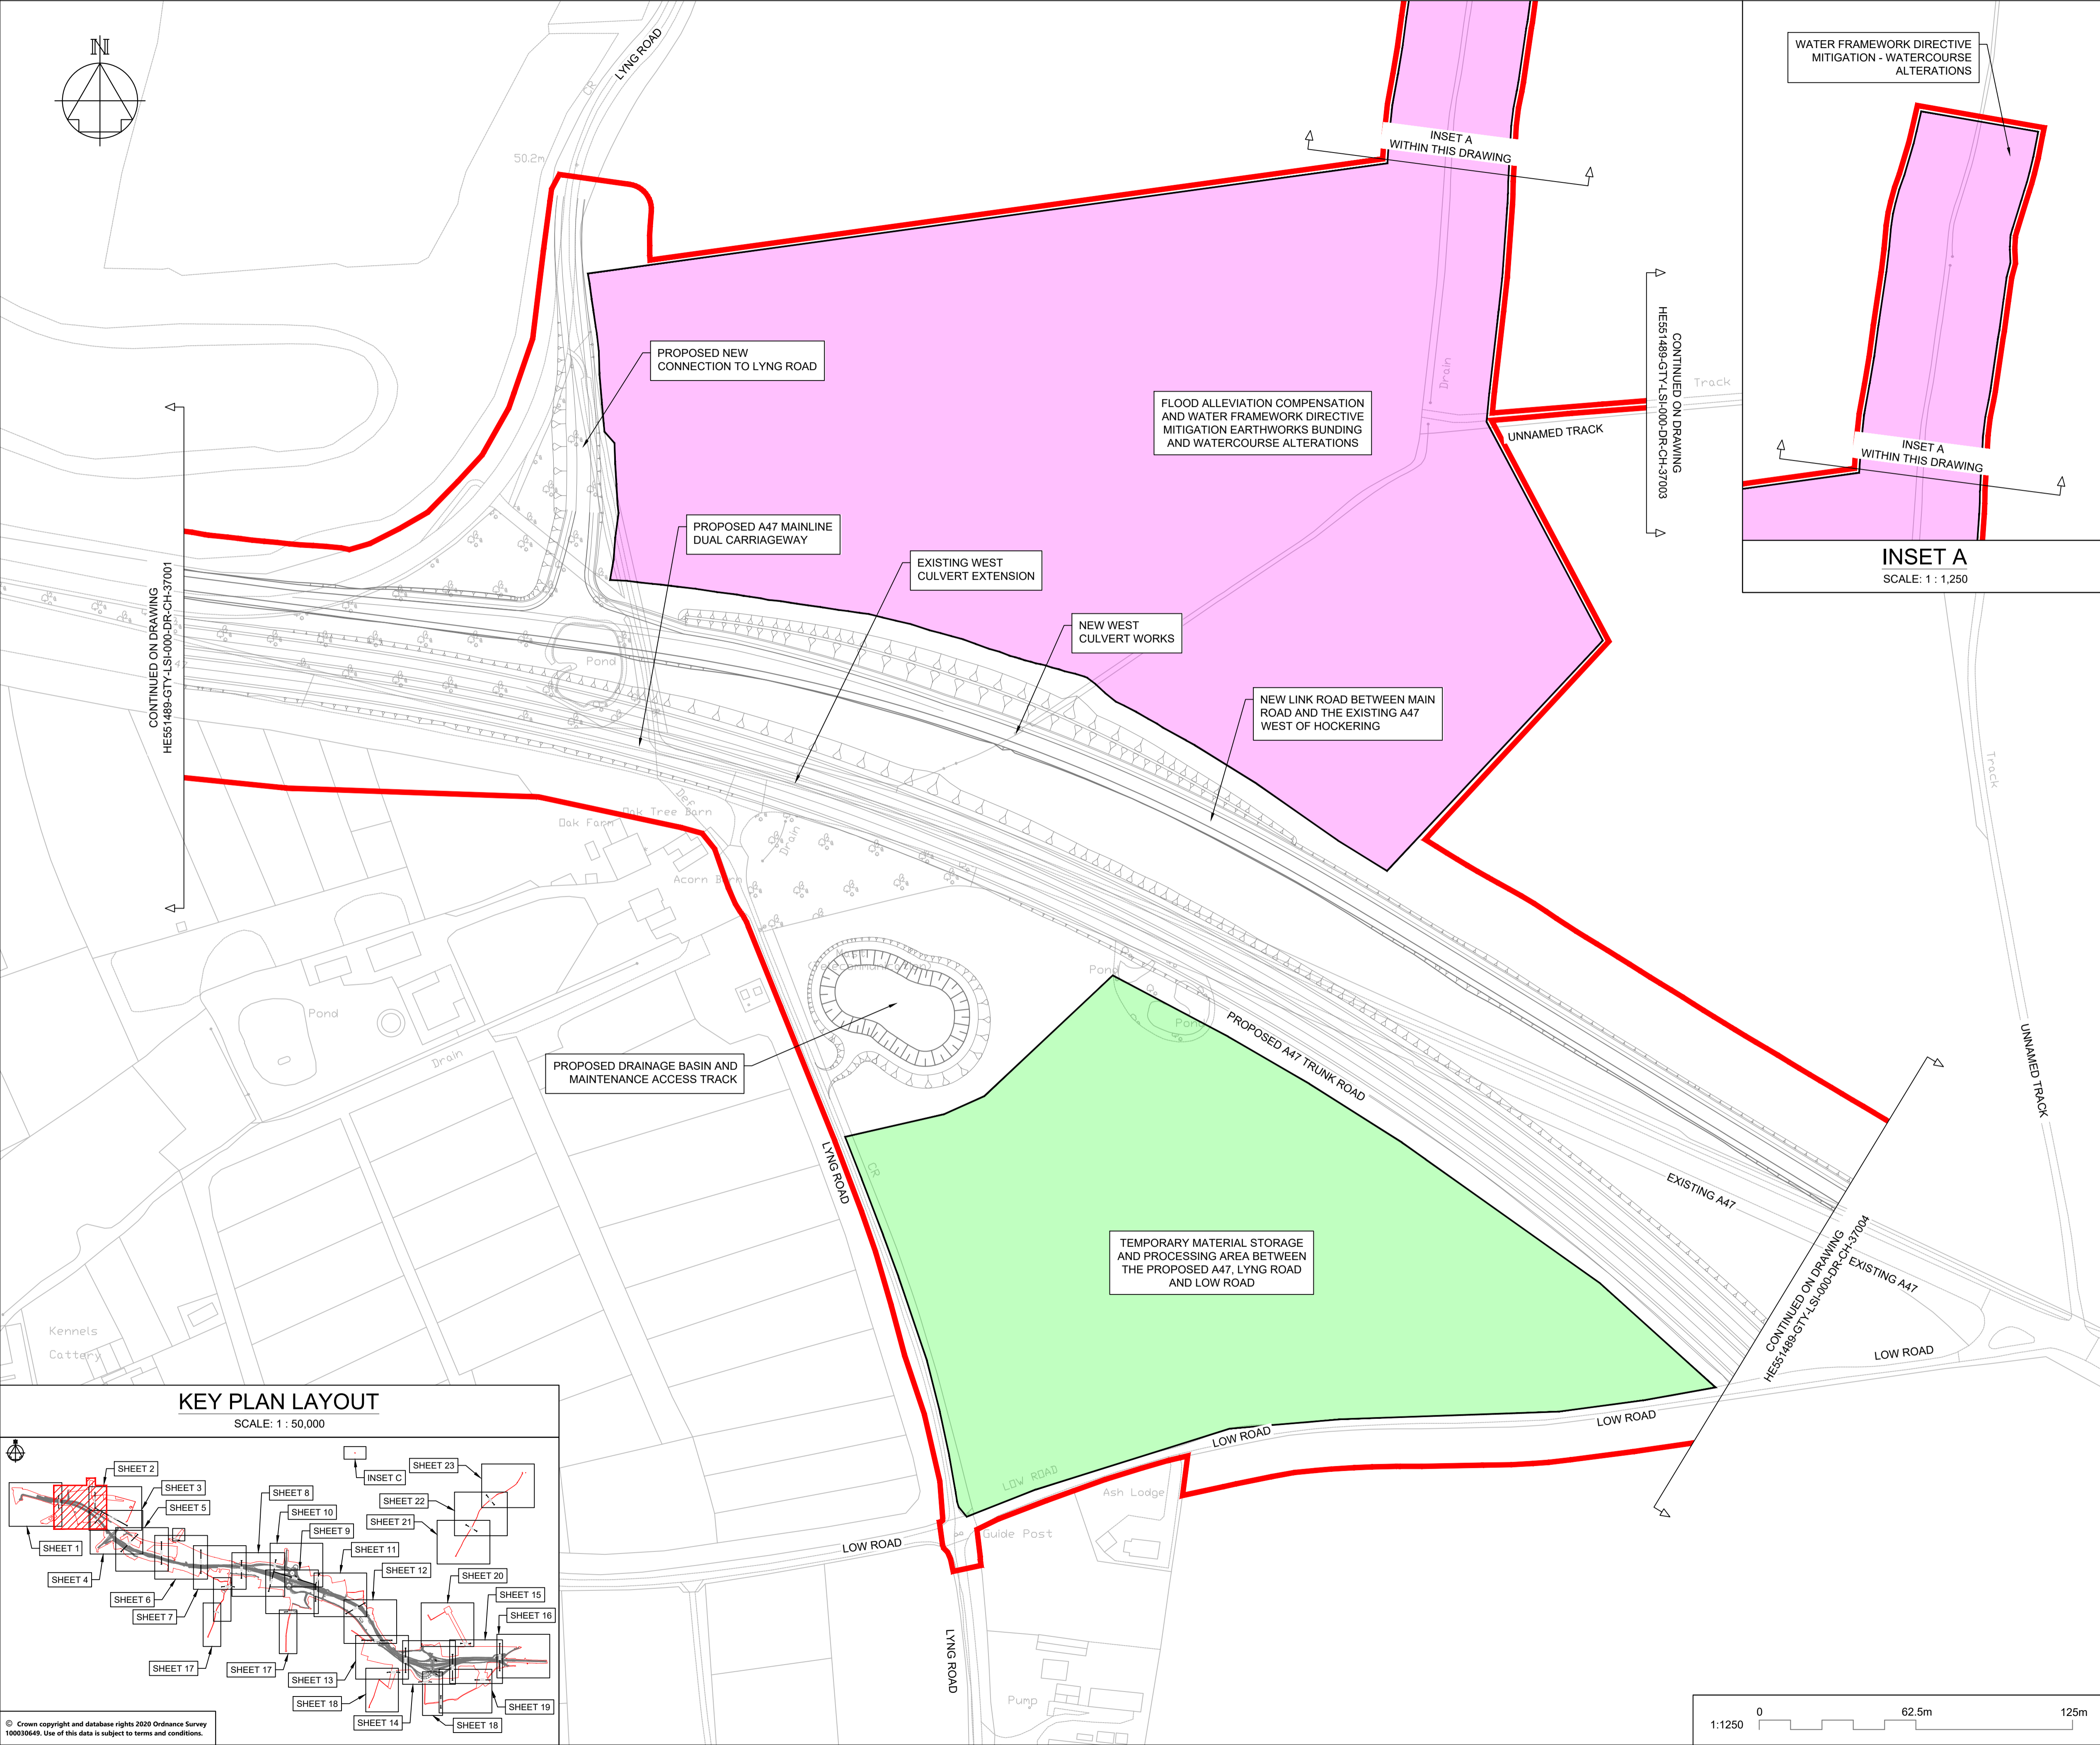 N
LYNG ROAD
CR
50.2m
INSET A
WITHIN THIS DRAWING
WATER FRAMEWORK DIRECTIVE
MITIGATION - WATERCOURSE
ALTERATIONS
INSET A
WITHIN THIS DRAWING
INSET A
SCALE: 1 : 1,250
PROPOSED NEW
CONNECTION TO LYNG ROAD
FLOOD ALLEVIATION COMPENSATION
AND WATER FRAMEWORK DIRECTIVE
MITIGATION EARTHWORKS BUNDING
AND WATERCOURSE ALTERATIONS
Drain
UNNAMED TRACK
CONTINUED ON DRAWING
HE551489-GTY-LSI-000-DR-CH-37003
Track
PROPOSED A47 MAINLINE
DUAL CARRIAGEWAY
EXISTING WEST
CULVERT EXTENSION
NEW WEST
CULVERT WORKS
NEW LINK ROAD BETWEEN MAIN
ROAD AND THE EXISTING A47
WEST OF HOCKERING
CONTINUED ON DRAWING
HE551489-GTY-LSI-000-DR-CH-37001
Pond
Def
Oak Tree Barn
Oak Farm
Drain
Acorn Barn
Track
Pond
Pond
Pond
Drain
PROPOSED DRAINAGE BASIN AND
MAINTENANCE ACCESS TRACK
PROPOSED A47 TRUNK ROAD
UNNAMED TRACK
LYNG ROAD
CR
EXISTING A47
EXISTING A47
TEMPORARY MATERIAL STORAGE
AND PROCESSING AREA BETWEEN
THE PROPOSED A47, LYNG ROAD
AND LOW ROAD
CONTINUED ON DRAWING
HE551489-GTY-LSI-000-DR-CH-37004
LOW ROAD
LOW ROAD
LOW ROAD
LOW ROAD
Ash Lodge
Guide Post
LOW ROAD
LYNG ROAD
Pump
Kennels
Cattery
KEY PLAN LAYOUT
SCALE: 1 : 50,000
SHEET 2
SHEET 3
SHEET 5
SHEET 1
SHEET 4
SHEET 6
SHEET 7
SHEET 8
SHEET 10
SHEET 9
SHEET 11
SHEET 12
INSET C
SHEET 23
SHEET 22
SHEET 21
SHEET 20
SHEET 15
SHEET 16
SHEET 17
SHEET 17
SHEET 13
SHEET 18
SHEET 14
SHEET 18
SHEET 19
© Crown copyright and database rights 2020 Ordnance Survey
100030649. Use of this data is subject to terms and conditions.
1:1250
0
62.5m
125m